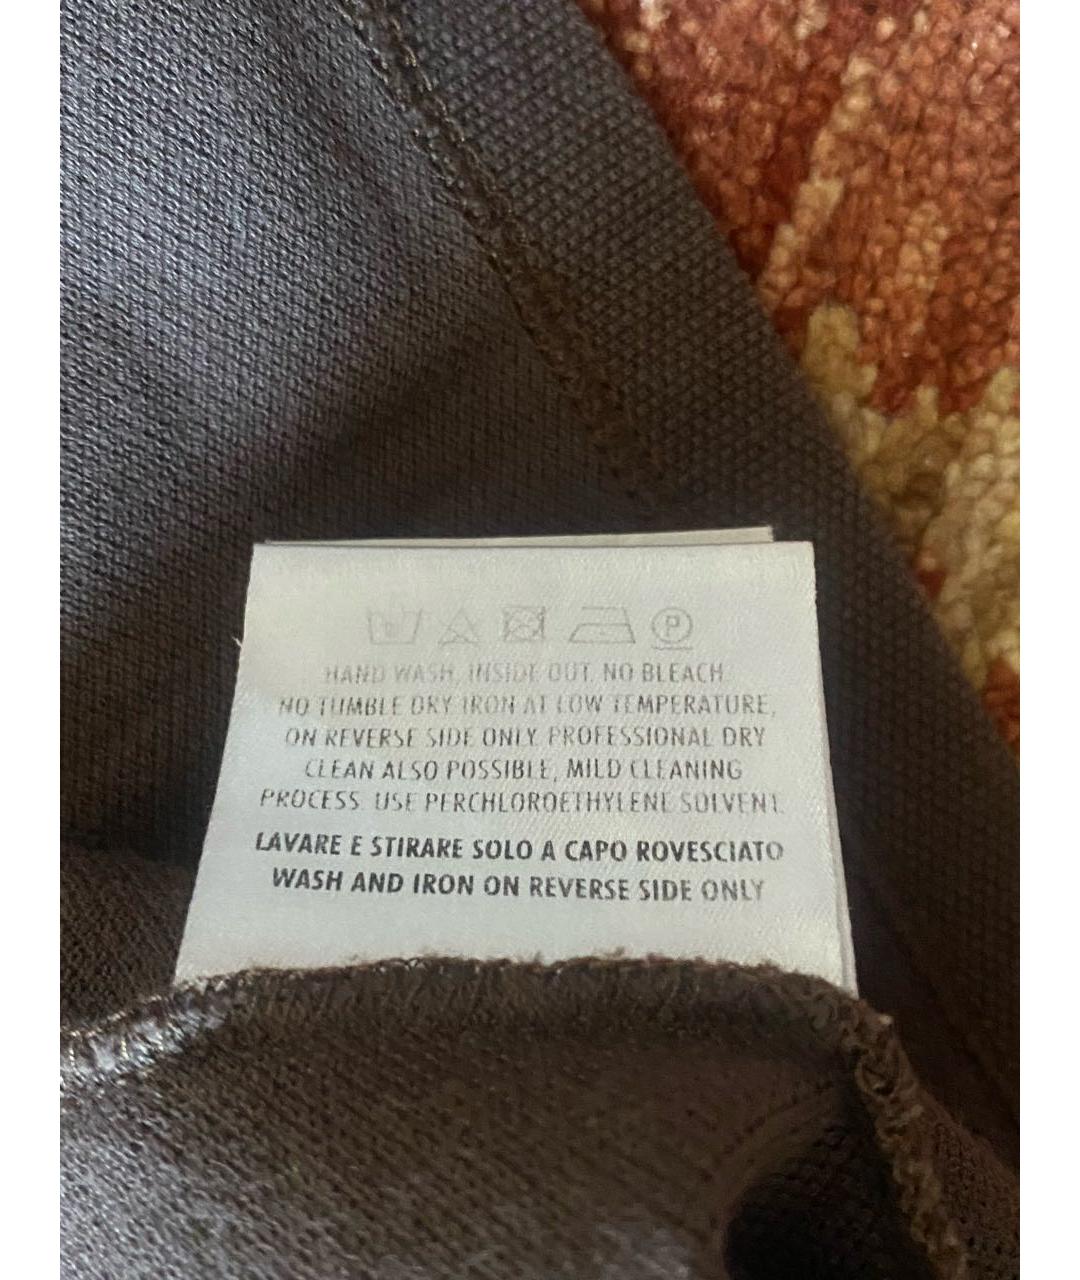 P
HAND WASH, INSIDE OUT. NO BLEACH.
NO TUMBLE DRY IRON AT LOW TEMPERATURE,
ON REVERSE SIDE ONLY. PROFESSIONAL DRY
CLEAN ALSO POSSIBLE, MILD CLEANING
PROCESS. USE PERCHLOROETHYLENE SOLVENT.
LAVARE E STIRARE SOLO A CAPO ROVESCIATO
WASH AND IRON ON REVERSE SIDE ONLY